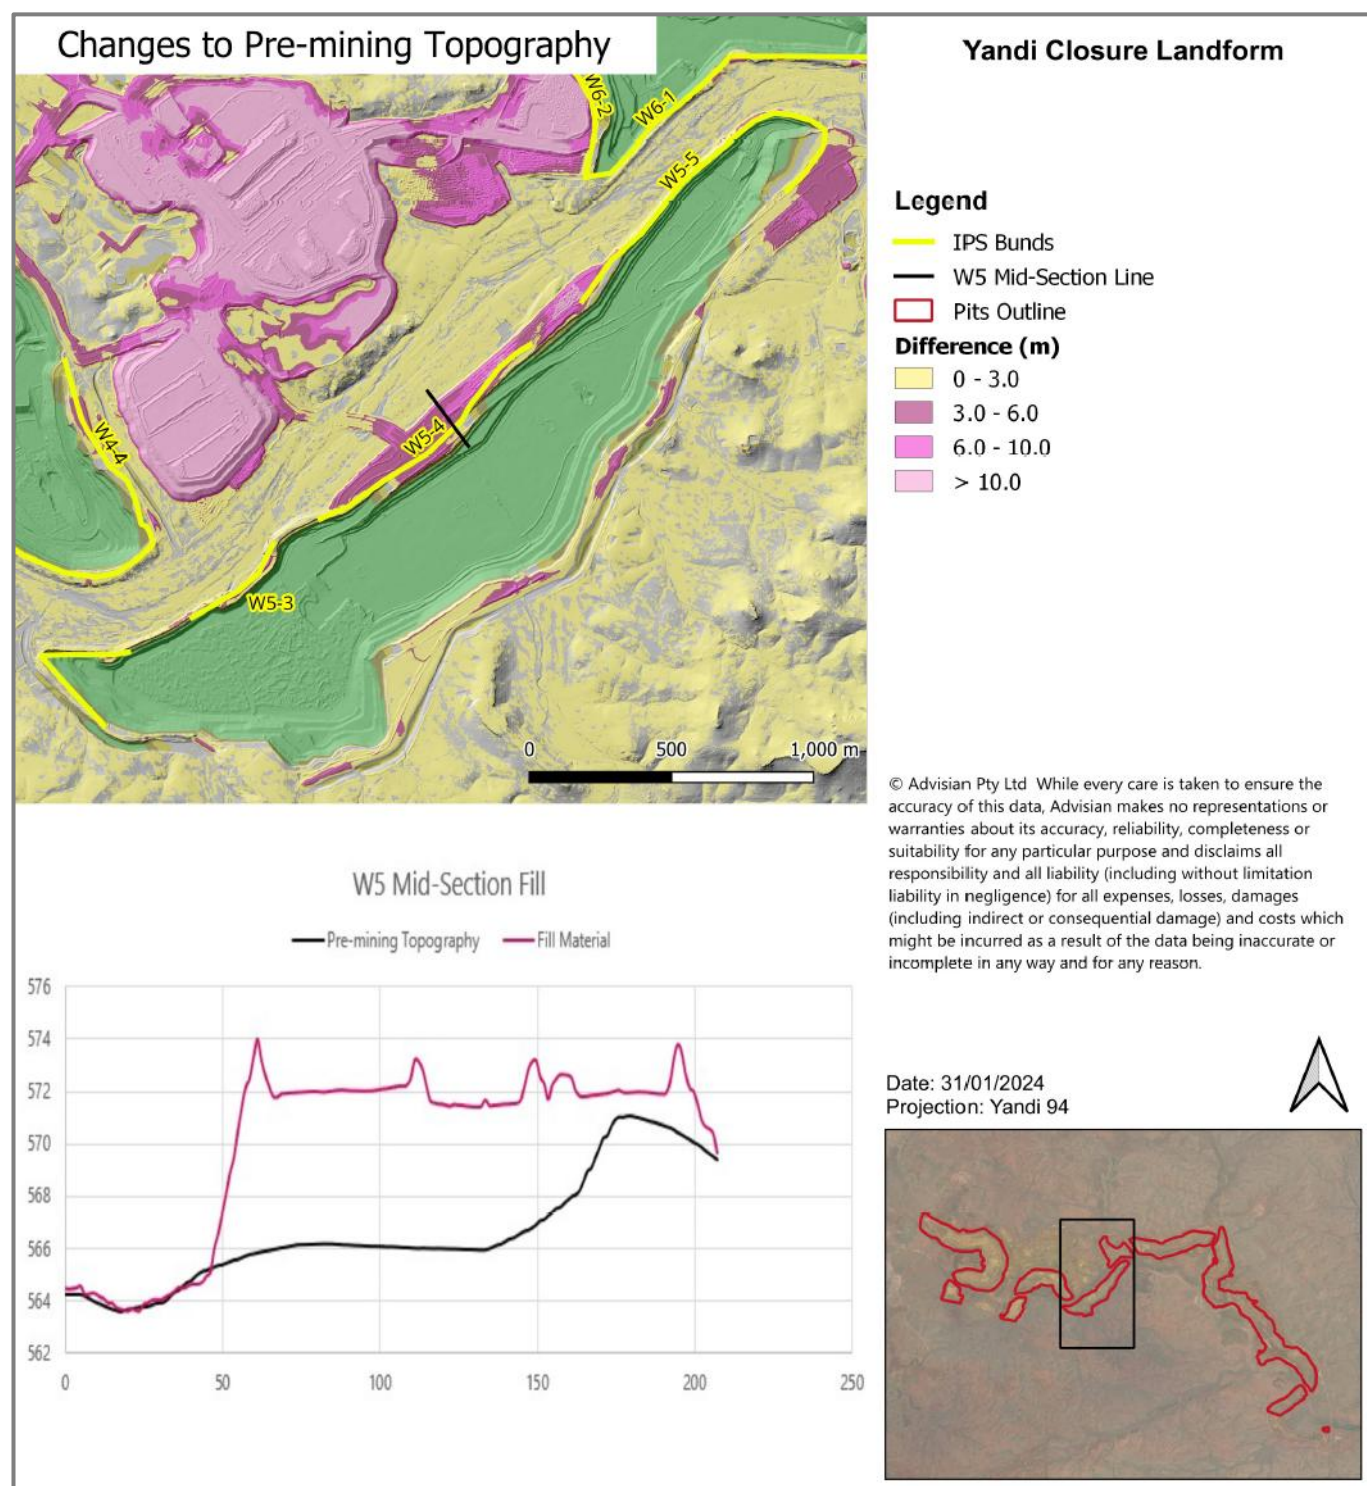 Changes to Pre-mining Topography
Yandi Closure Landform
W6-2
W6-1
W5-5
W5-4
W4-4
W5-3
0 500 1,000 m
Legend
IPS Bunds
W5 Mid-Section Line
Pits Outline
Difference (m)
0 - 3.0
3.0 - 6.0
6.0 - 10.0
> 10.0
© Advisian Pty Ltd While every care is taken to ensure the
accuracy of this data, Advisian makes no representations or
warranties about its accuracy, reliability, completeness or
suitability for any particular purpose and disclaims all
responsibility and all liability (including without limitation
liability in negligence) for all expenses, losses, damages
(including indirect or consequential damage) and costs which
might be incurred as a result of the data being inaccurate or
incomplete in any way and for any reason.
W5 Mid-Section Fill
Pre-mining Topography Fill Material
576
574
572
570
568
566
564
562
0 50 100 150 200 250
Date: 31/01/2024
Projection: Yandi 94